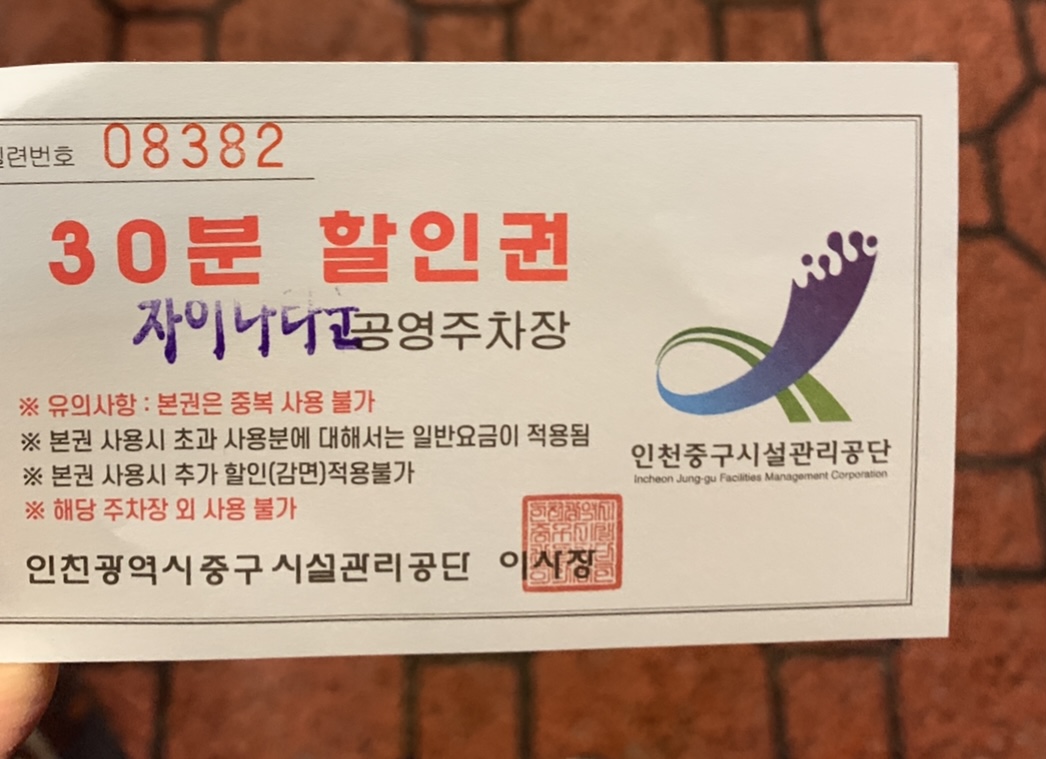 일련번호 08382
30분 할인권
차이나타운공영주차장
※ 유의사항 : 본권은 중복 사용 불가
※ 본권 사용시 초과 사용분에 대해서는 일반요금이 적용됨
※ 본권 사용시 추가 할인(감면)적용불가
※ 해당 주차장 외 사용 불가
인천광역시중구시설관리공단 이사장
인천중구시설관리공단
Incheon Jung-gu Facilities Management Corporation